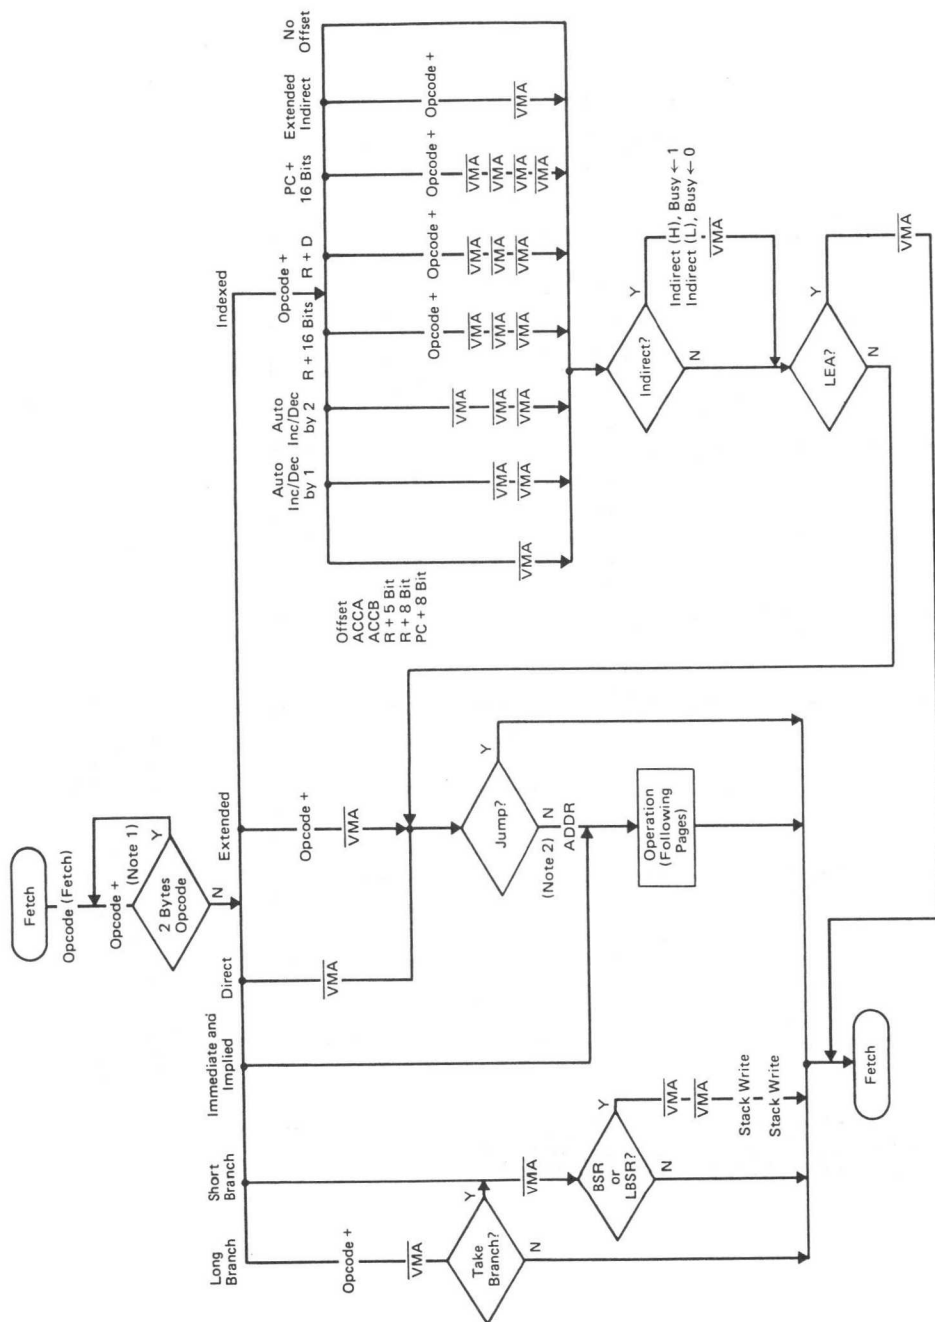 Fetch
Opcode (Fetch)
Opcode +
(Note 1)
2 Bytes
Opcode
Y
N
Long
Branch
Short
Branch
Immediate and
Implied
Direct
Extended
Indexed
Opcode +
VMA
Take
Branch?
Y
N
VMA
BSR
or
LBSR?
Y
N
VMA
VMA
Stack Write
Stack Write
VMA
Opcode +
VMA
Jump?
Y
N
(Note 2)
ADDR
Operation
(Following
Pages)
Fetch
Opcode +
Offset
ACCA
ACCB
R + 5 Bit
R + 8 Bit
PC + 8 Bit
VMA
Auto
Inc/Dec
by 1
VMA
VMA
Auto
Inc/Dec
by 2
VMA
VMA
VMA
R + 16 Bits
Opcode +
VMA
VMA
VMA
R + D
Opcode +
VMA
VMA
VMA
PC +
16 Bits
Opcode +
VMA
VMA
VMA
VMA
Extended
Indirect
Opcode +
Opcode +
VMA
No
Offset
Indirect?
Y
N
Indirect (H), Busy ← 1
Indirect (L), Busy ← 0
VMA
LEA?
Y
N
VMA